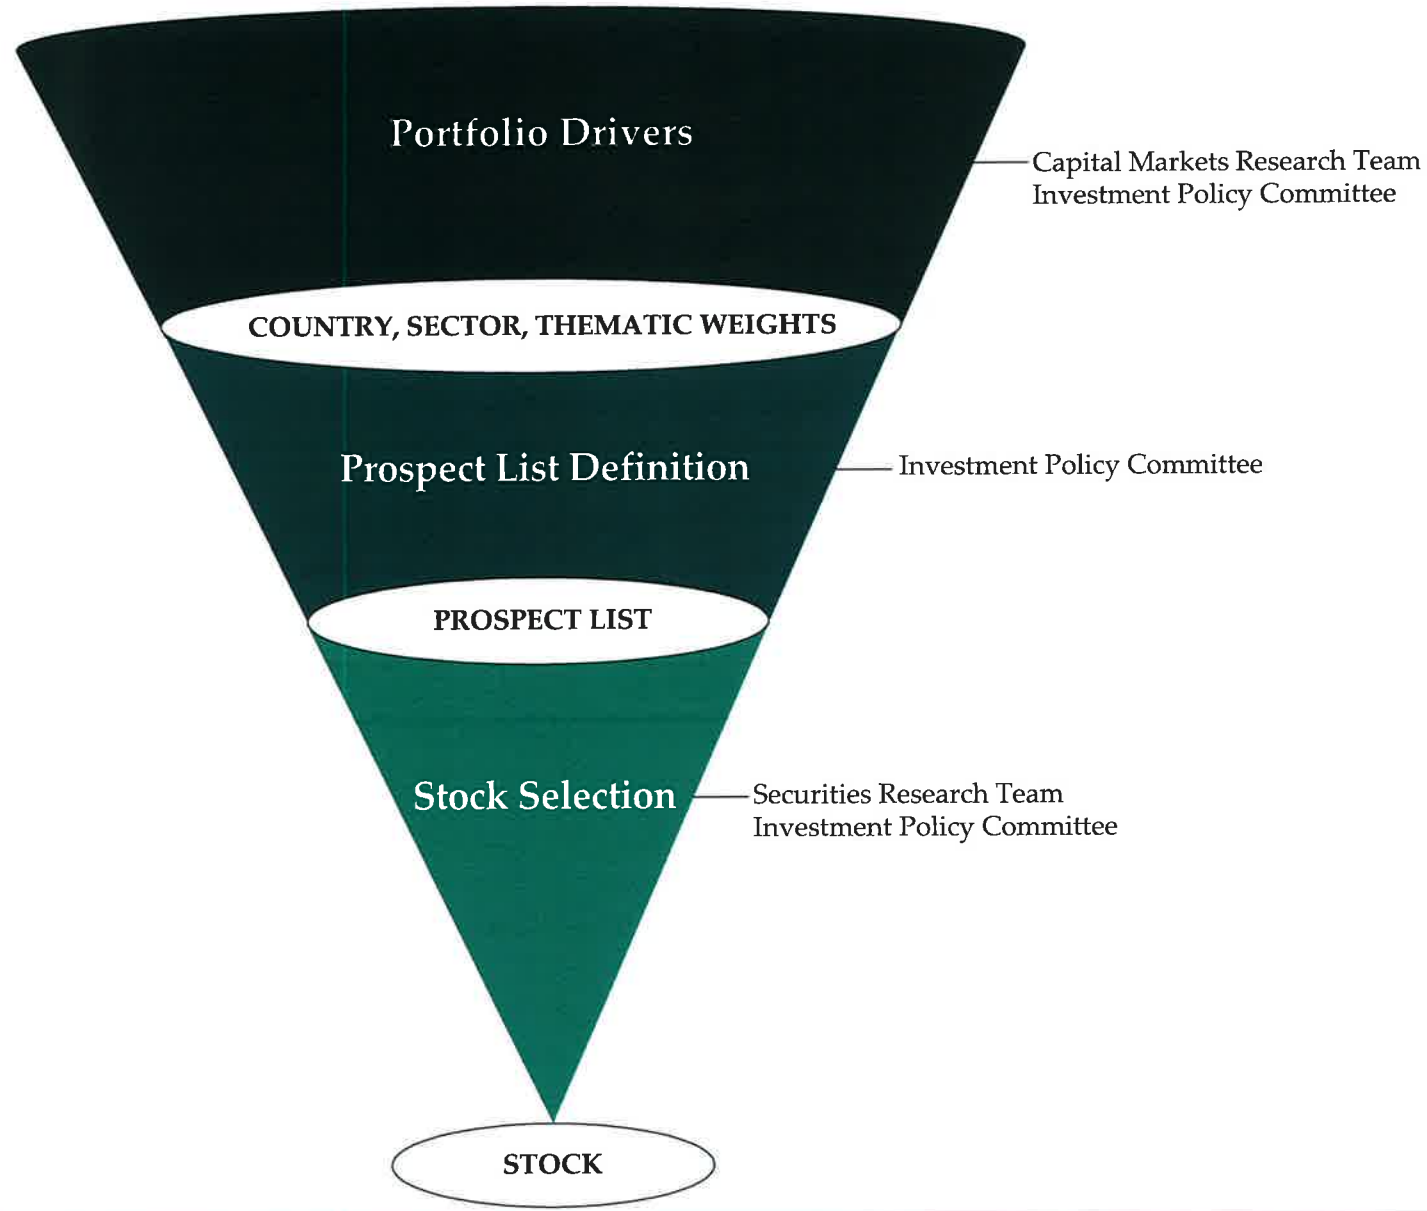 Portfolio Drivers
Capital Markets Research Team
Investment Policy Committee
COUNTRY, SECTOR, THEMATIC WEIGHTS
Prospect List Definition
Investment Policy Committee
PROSPECT LIST
Stock Selection
Securities Research Team
Investment Policy Committee
STOCK